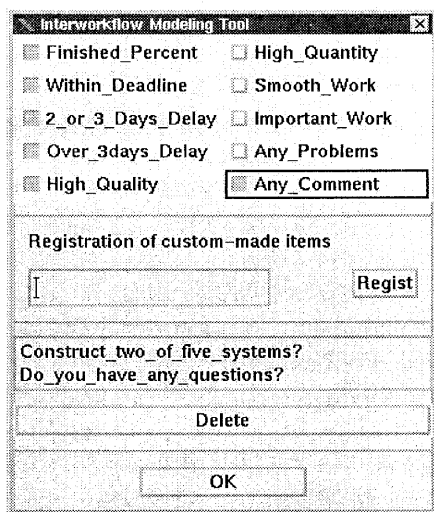 Interworkflow Modeling Tool
Finished_Percent
High_Quantity
Within_Deadline
Smooth_Work
2_or_3_Days_Delay
Important_Work
Over_3days_Delay
Any_Problems
High_Quality
Any_Comment
Registration of custom-made items
Regist
Construct_two_of_five_systems?
Do_you_have_any_questions?
Delete
OK